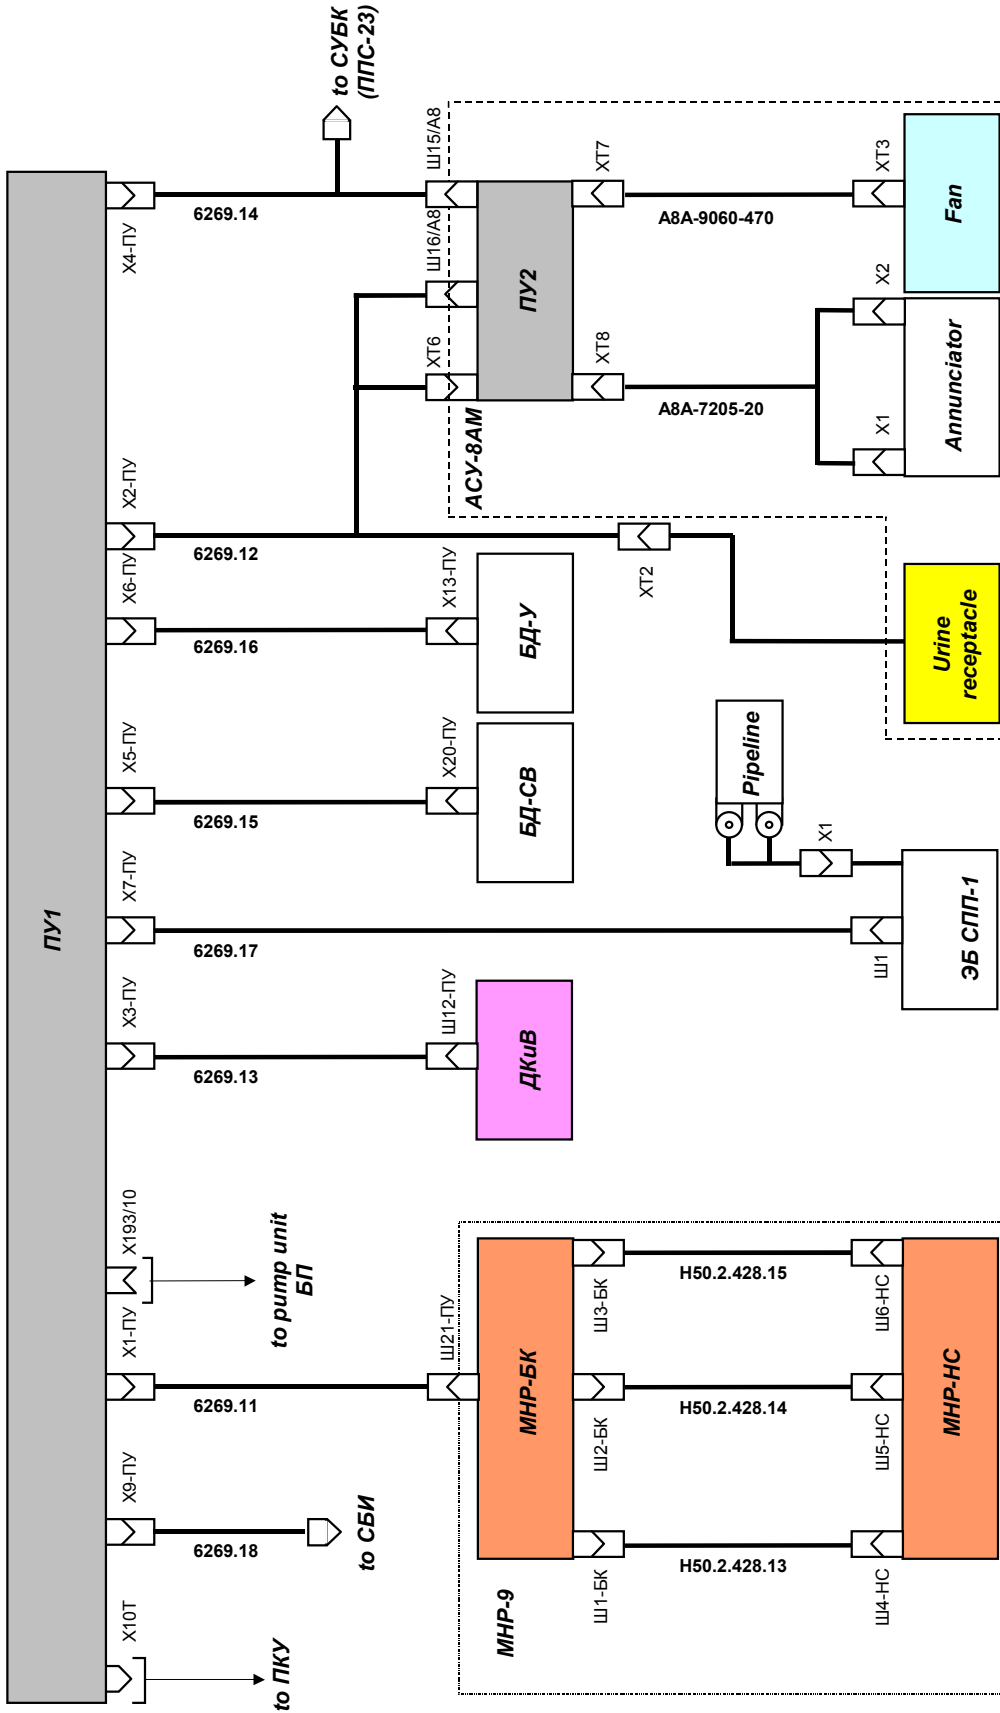 ПУ1
X10T
X9-ПУ
X1-ПУ
X193/10
X3-ПУ
X7-ПУ
X5-ПУ
X6-ПУ
X2-ПУ
X4-ПУ
to ПКУ
6269.18
to СБИ
6269.11
to pump unit
БП
6269.13
6269.17
6269.15
6269.16
6269.12
6269.14
to СУБК
(ППС-23)
МНР-9
Ш21-ПУ
МНР-БК
Ш1-БК
Ш2-БК
Ш3-БК
Н50.2.428.13
Н50.2.428.14
Н50.2.428.15
Ш4-НС
Ш5-НС
Ш6-НС
МНР-НС
Ш12-ПУ
ДКиВ
X20-ПУ
БД-СВ
X13-ПУ
БД-У
АСУ-8АМ
XT6
Ш16/А8
Ш15/А8
ПУ2
XT8
XT7
А8А-7205-20
А8А-9060-470
X1
X2
XT3
Annunciator
Fan
XT2
Urine
receptacle
Pipeline
X1
Ш1
ЭБ СПП-1